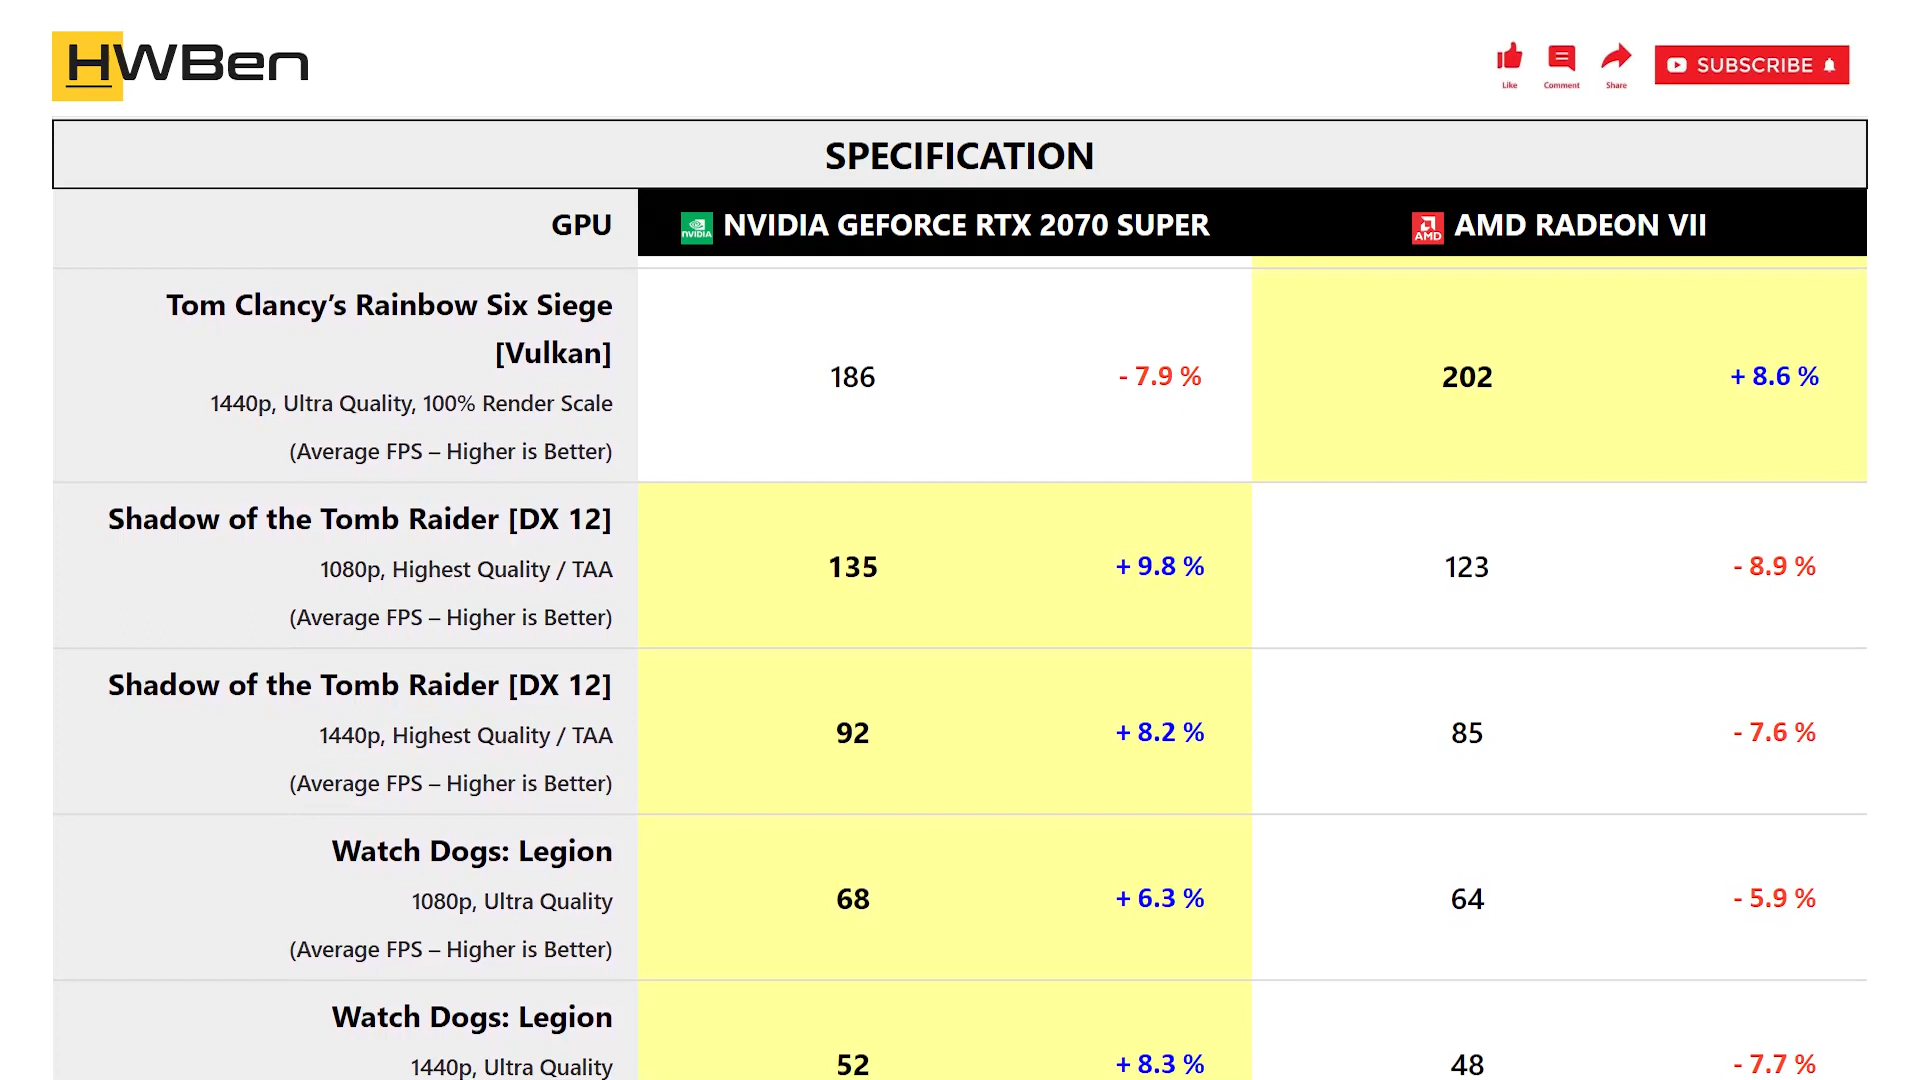 HWBen
Like
Comment
Share
SUBSCRIBE
SPECIFICATION
GPU
NVIDIA
NVIDIA GEFORCE RTX 2070 SUPER
AMD
AMD RADEON VII
Tom Clancy’s Rainbow Six Siege
[Vulkan]
1440p, Ultra Quality, 100% Render Scale
(Average FPS – Higher is Better)
186
- 7.9 %
202
+ 8.6 %
Shadow of the Tomb Raider [DX 12]
1080p, Highest Quality / TAA
(Average FPS – Higher is Better)
135
+ 9.8 %
123
- 8.9 %
Shadow of the Tomb Raider [DX 12]
1440p, Highest Quality / TAA
(Average FPS – Higher is Better)
92
+ 8.2 %
85
- 7.6 %
Watch Dogs: Legion
1080p, Ultra Quality
(Average FPS – Higher is Better)
68
+ 6.3 %
64
- 5.9 %
Watch Dogs: Legion
1440p, Ultra Quality
52
+ 8.3 %
48
- 7.7 %